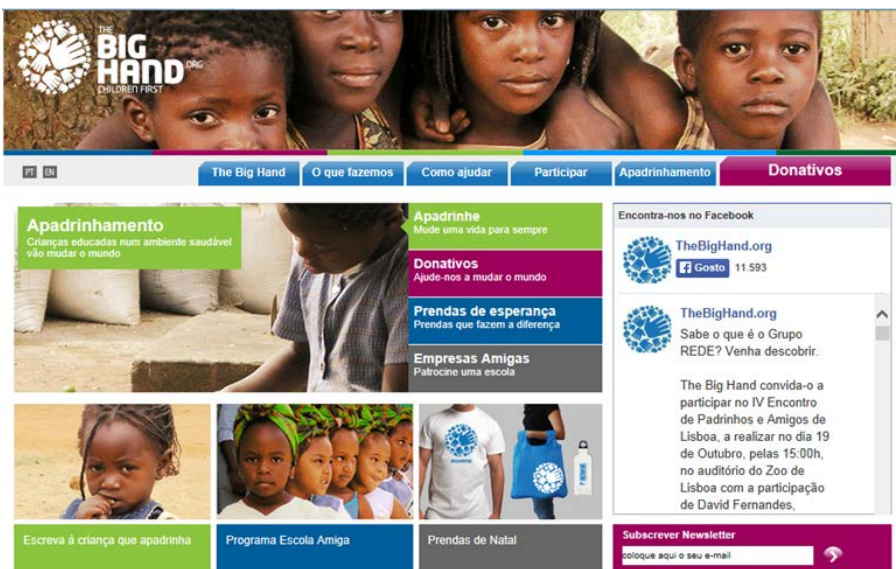 THE
BIG
HAND.ORG
CHILDREN FIRST
PT EN
The Big Hand
O que fazemos
Como ajudar
Participar
Apadrinhamento
Donativos
Apadrinhamento
Crianças educadas num ambiente saudável
vão mudar o mundo
Apadrinhe
Mude uma vida para sempre
Donativos
Ajude-nos a mudar o mundo
Prendas de esperança
Prendas que fazem a diferença
Empresas Amigas
Patrocine uma escola
Encontra-nos no Facebook
TheBigHand.org
Gosto 11.593
TheBigHand.org
Sabe o que é o Grupo
REDE? Venha descobrir.
The Big Hand convida-o a
participar no IV Encontro
de Padrinhos e Amigos de
Lisboa, a realizar no dia 19
de Outubro, pelas 15:00h,
no auditório do Zoo de
Lisboa com a participação
de David Fernandes,
Escreva à criança que apadrinha
Programa Escola Amiga
Prendas de Natal
Subscrever Newsletter
coloque aqui o seu e-mail